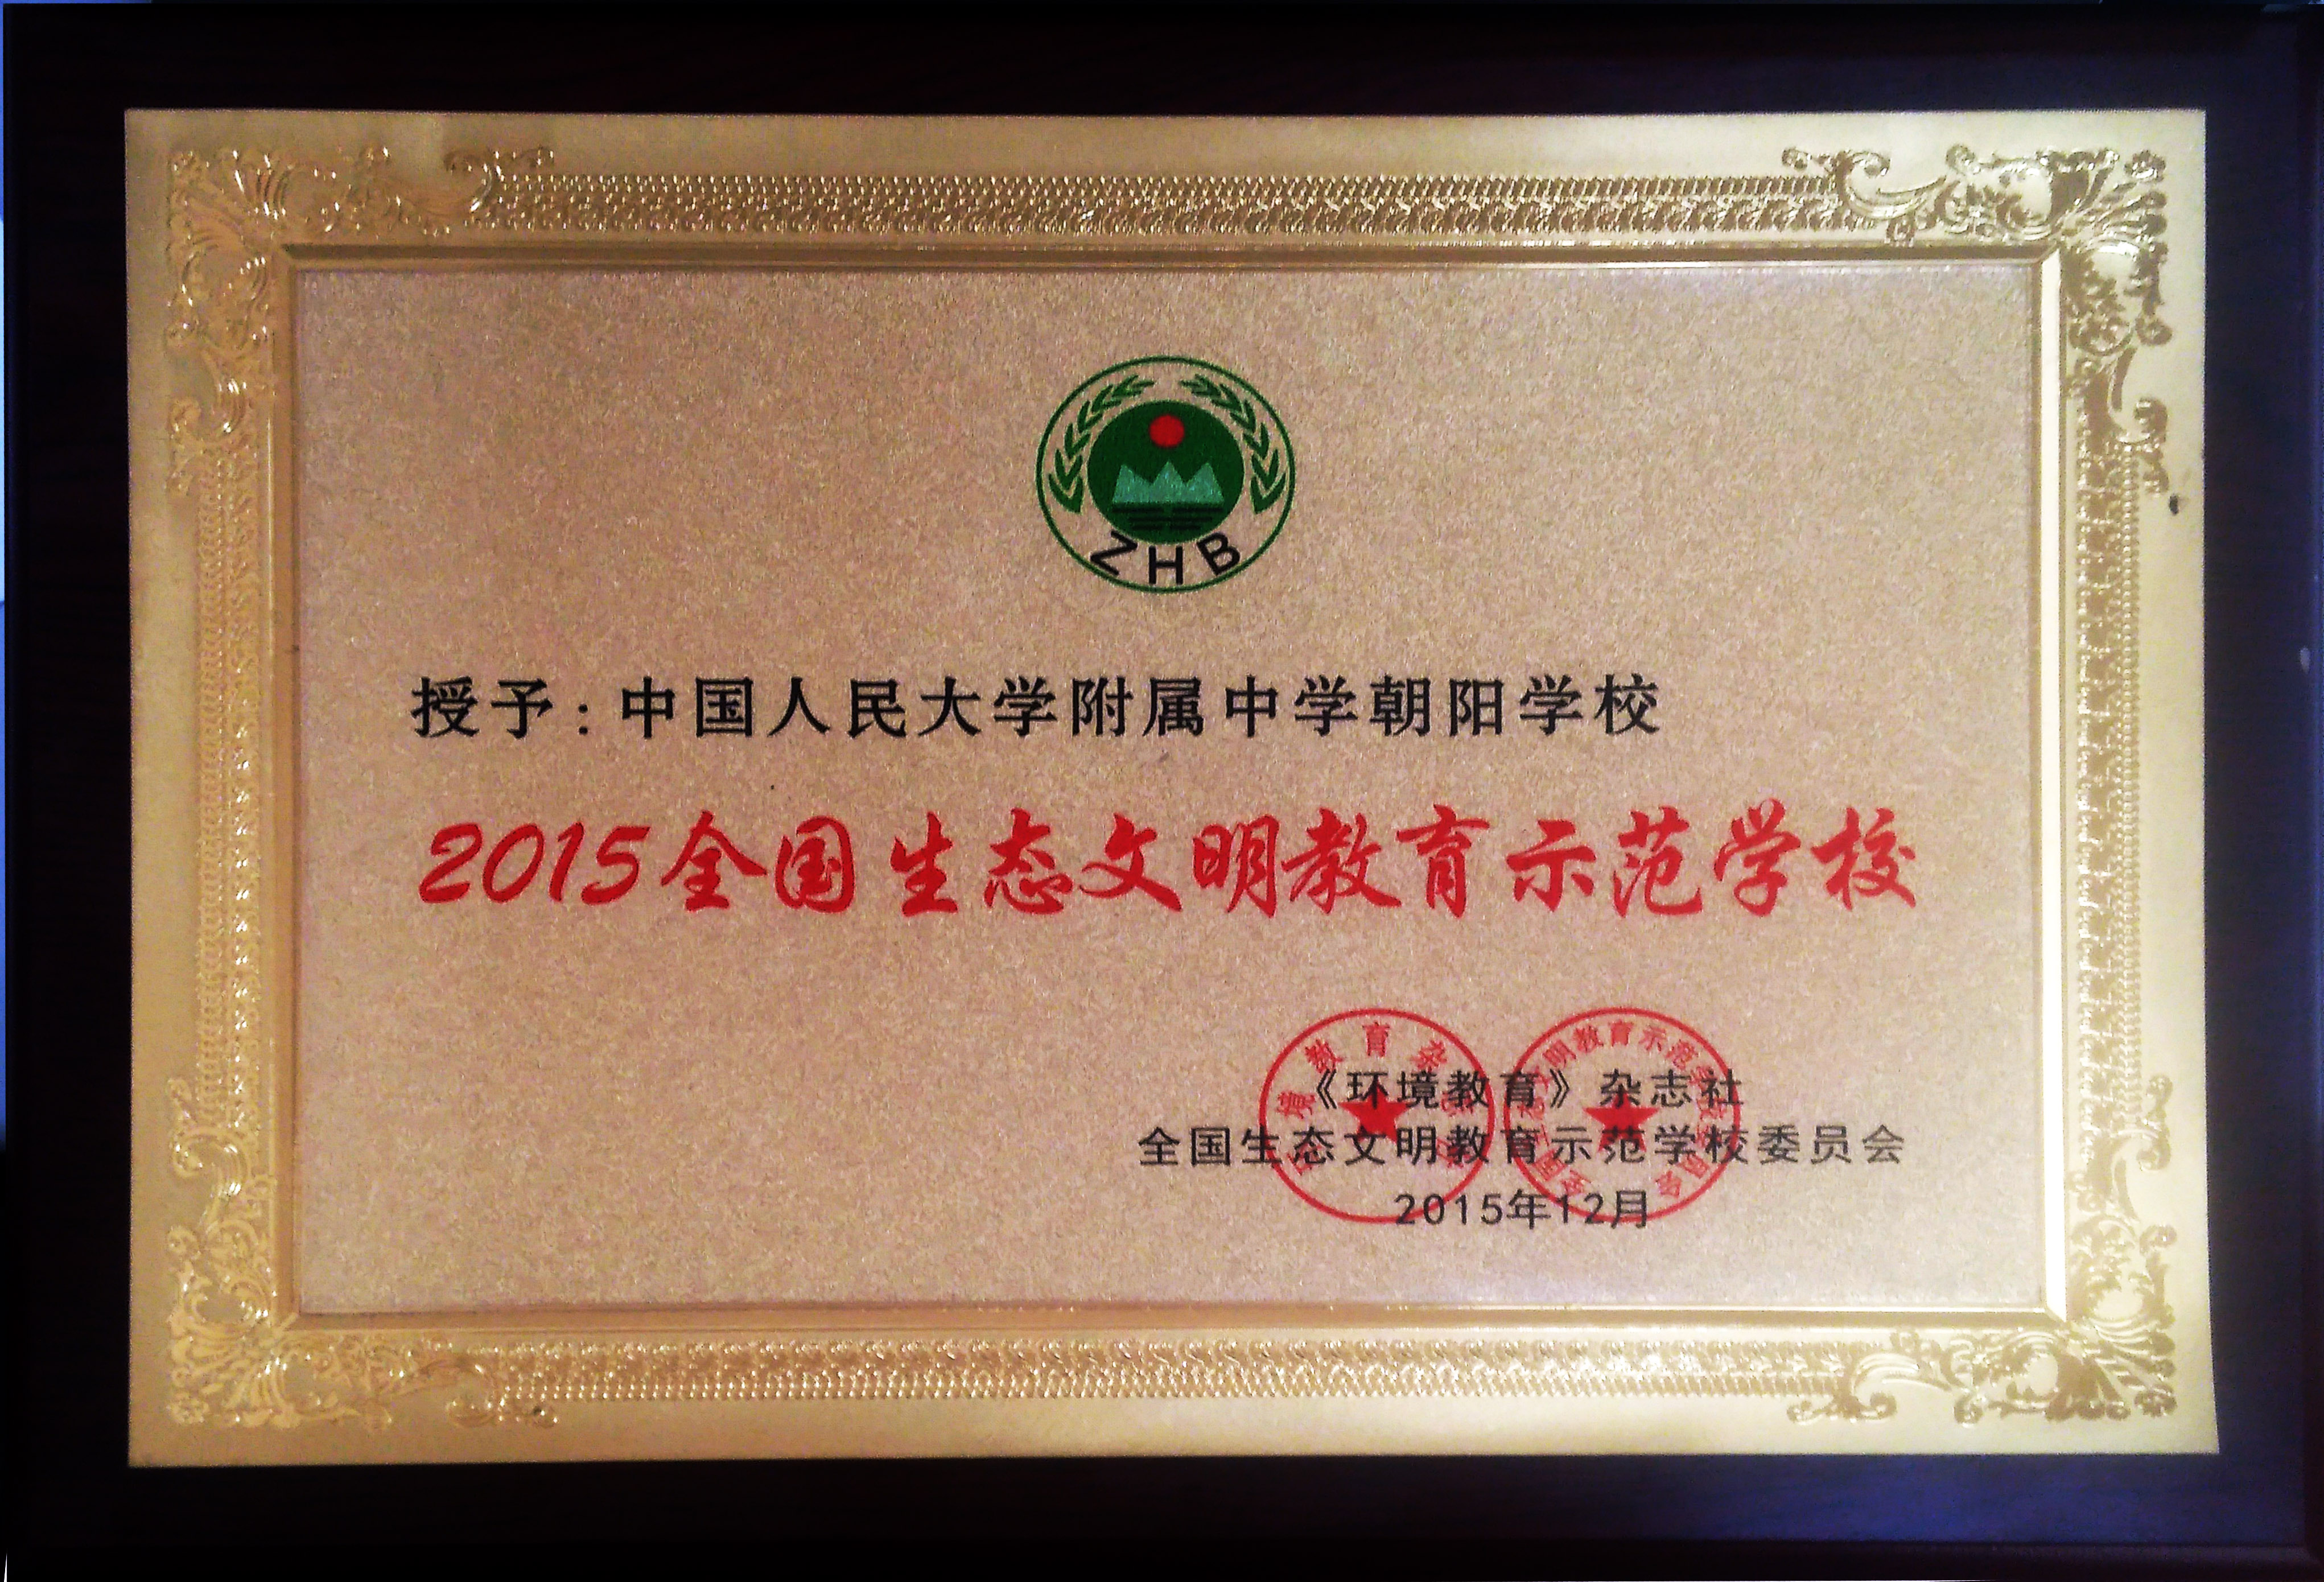 ZHB
授予:中国人民大学附属中学朝阳学校
2015全国生态文明教育示范学校
《环境教育》杂志社
全国生态文明教育示范学校委员会
2015年12月